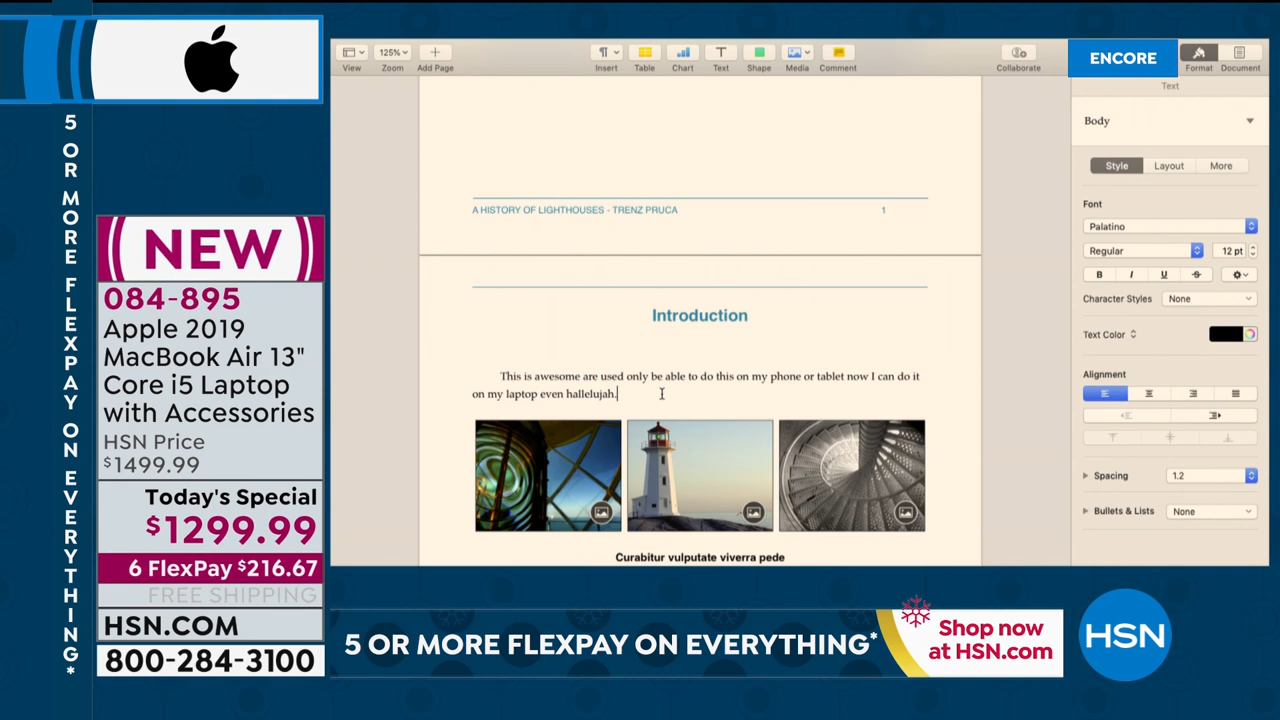 5 OR MORE FLEXPAY ON EVERYTHING*
((NEW))
084-895
Apple 2019
MacBook Air 13"
Core i5 Laptop
with Accessories
HSN Price
$1499.99
Today's Special
$1299.99
6 FlexPay $216.67
FREE SHIPPING
HSN.COM
800-284-3100
View
125%
Zoom
Add Page
Insert
Table
Chart
Text
Shape
Media
Comment
Collaborate
ENCORE
Format
Document
A HISTORY OF LIGHTHOUSES - TRENZ PRUCA 1
Introduction
This is awesome are used only be able to do this on my phone or tablet now I can do it
on my laptop even hallelujah.
Curabitur vulputate viverra pede
Text
Body
Style Layout More
Font
Palatino
Regular 12 pt
B I U S
Character Styles None
Text Color
Alignment
Spacing 1.2
Bullets & Lists None
5 OR MORE FLEXPAY ON EVERYTHING*
Shop now
at HSN.com
HSN